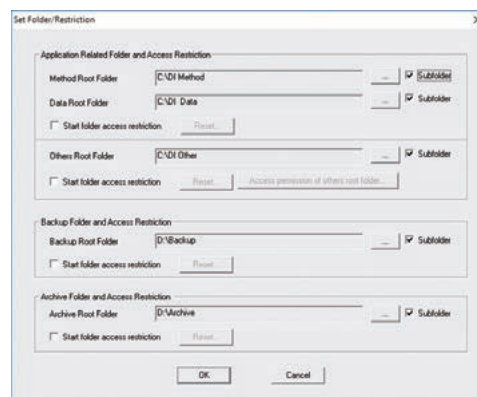 Set Folder/Restriction
Application Related Folder and Access Restriction
Method Root Folder C:\DI Method ... Subfolder
Data Root Folder C:\DI Data ... Subfolder
Start folder access restriction Reset...
Others Root Folder C:\DI Other ... Subfolder
Start folder access restriction Reset... Access permission of others root folder...
Backup Folder and Access Restriction
Backup Root Folder D:\Backup ... Subfolder
Start folder access restriction Reset...
Archive Folder and Access Restriction
Archive Root Folder D:\Archive ... Subfolder
Start folder access restriction Reset...
OK Cancel